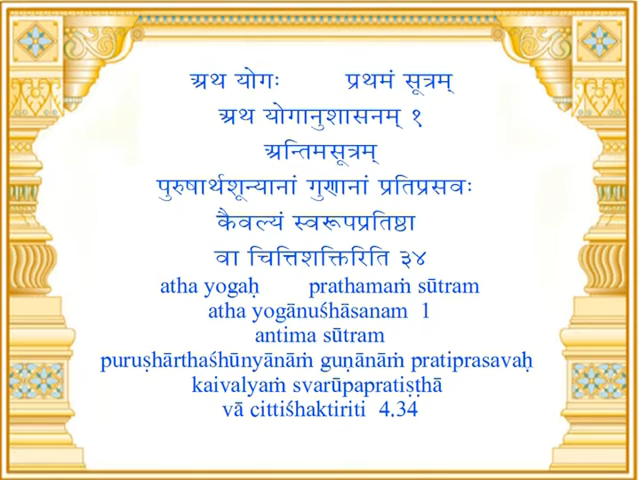 अथ योगः प्रथमं सूत्रम्
अथ योगानुशासनम् १
अन्तिमसूत्रम्
पुरुषार्थशून्यानां गुणानां प्रतिप्रसवः
कैवल्यं स्वरूपप्रतिष्ठा
वा चित्तिशक्तिरिति ३४
atha yogaḥ prathamaṁ sūtram
atha yogānuśhāsanam 1
antima sūtram
puruṣhārthaśhūnyānāṁ guṇānāṁ pratiprasavaḥ
kaivalyaṁ svarūpapratiṣṭhā
vā cittiśhaktiriti 4.34